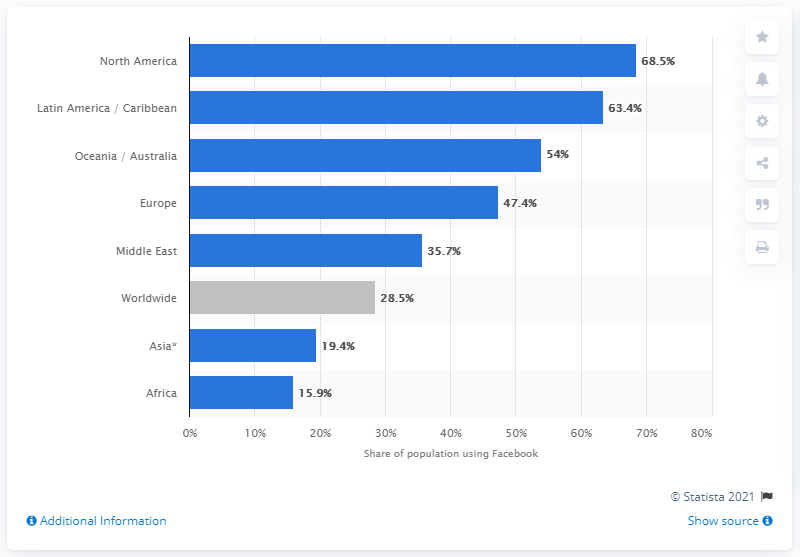 North America 68.5%
Latin America / Caribbean 63.4%
Oceania / Australia 54%
Europe 47.4%
Middle East 35.7%
Worldwide 28.5%
Asia* 19.4%
Africa 15.9%
0% 10% 20% 30% 40% 50% 60% 70% 80%
Share of population using Facebook
© Statista 2021
Additional Information Show source